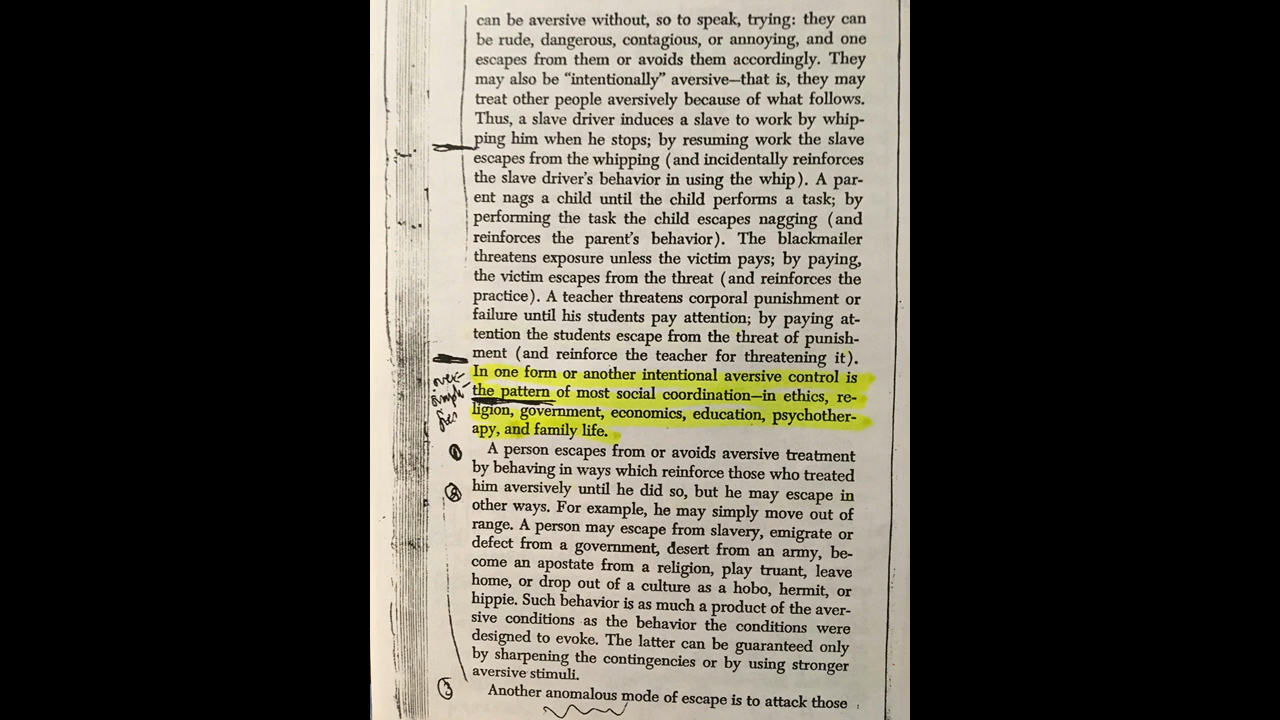 can be aversive without, so to speak, trying: they can
be rude, dangerous, contagious, or annoying, and one
escapes from them or avoids them accordingly. They
may also be “intentionally” aversive—that is, they may
treat other people aversively because of what follows.
Thus, a slave driver induces a slave to work by whip-
ping him when he stops; by resuming work the slave
escapes from the whipping (and incidentally reinforces
the slave driver's behavior in using the whip). A par-
ent nags a child until the child performs a task; by
performing the task the child escapes nagging (and
reinforces the parent's behavior). The blackmailer
threatens exposure unless the victim pays; by paying,
the victim escapes from the threat (and reinforces the
practice). A teacher threatens corporal punishment or
failure until his students pay attention; by paying at-
tention the students escape from the threat of punish-
ment (and reinforce the teacher for threatening it).
In one form or another intentional aversive control is
the pattern of most social coordination—in ethics, re-
ligion, government, economics, education, psychother-
apy, and family life.
over-
simpli-
fies
1
A person escapes from or avoids aversive treatment
by behaving in ways which reinforce those who treated
2
him aversively until he did so, but he may escape in
other ways. For example, he may simply move out of
range. A person may escape from slavery, emigrate or
defect from a government, desert from an army, be-
come an apostate from a religion, play truant, leave
home, or drop out of a culture as a hobo, hermit, or
hippie. Such behavior is as much a product of the aver-
sive conditions as the behavior the conditions were
designed to evoke. The latter can be guaranteed only
by sharpening the contingencies or by using stronger
aversive stimuli.
3
Another anomalous mode of escape is to attack those